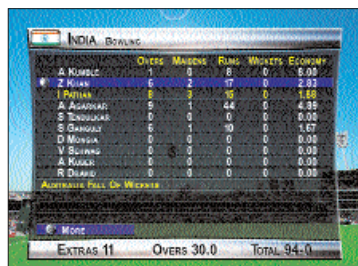 INDIA BOWLING
OVERS MAIDENS RUNS WICKETS ECONOMY
A KUMBLE 1 0 8 0 8.00
Z KHAN 6 2 17 0 2.83
I PATHAN 8 3 15 0 1.88
A AGARKAR 9 1 44 0 4.89
S TENDULKAR 0 0 0 0 0.00
S GANGULY 6 1 10 0 1.67
D MONGIA 0 0 0 0 0.00
V SEHWAG 0 0 0 0 0.00
A KUMBLE 0 0 0 0 0.00
R DRAVID 0 0 0 0 0.00
AUSTRALIA FALL OF WICKETS
MORE
EXTRAS 11 OVERS 30.0 TOTAL 94-0